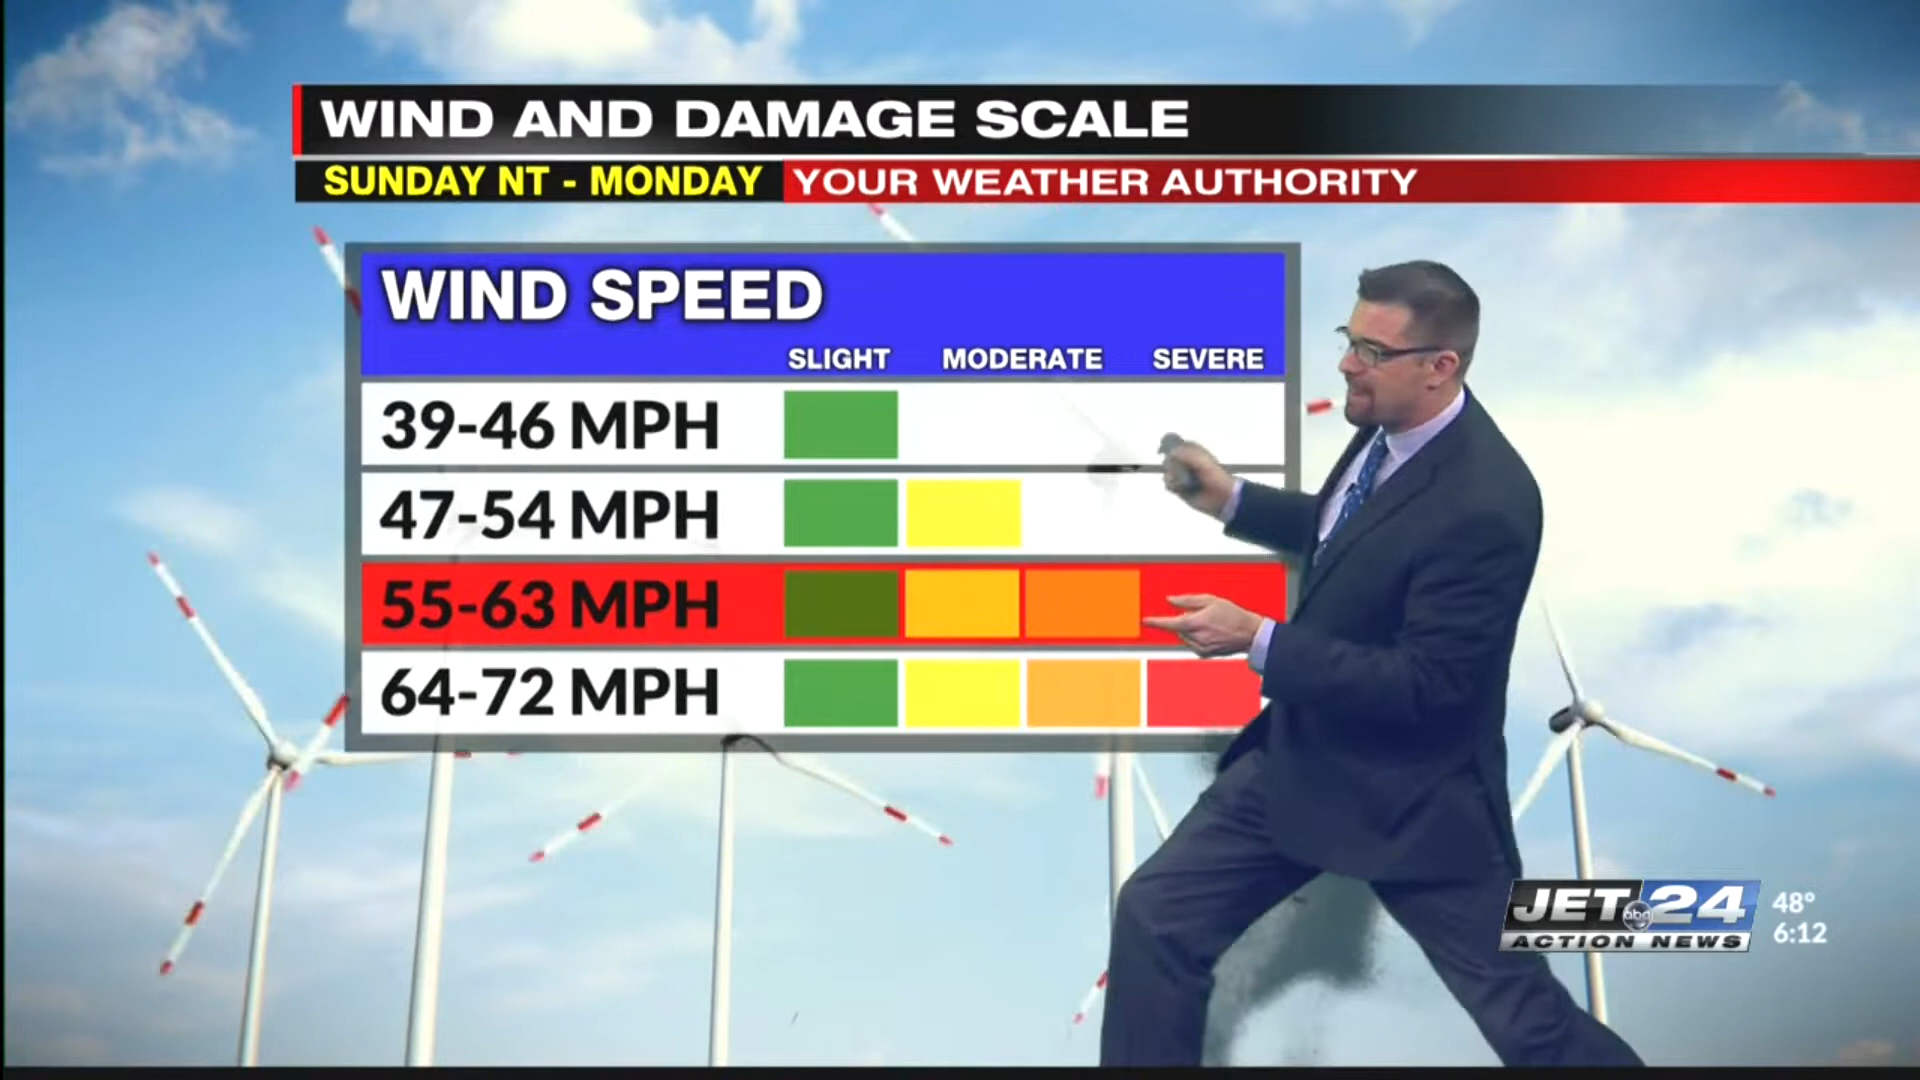 WIND AND DAMAGE SCALE
SUNDAY NT - MONDAY YOUR WEATHER AUTHORITY
WIND SPEED
SLIGHT MODERATE SEVERE
39-46 MPH
47-54 MPH
55-63 MPH
64-72 MPH
JET abc 24 48°
ACTION NEWS 6:12